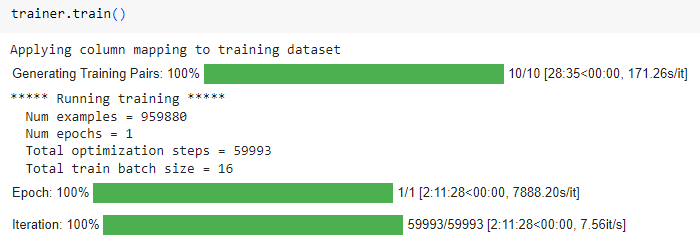 trainer.train()
Applying column mapping to training dataset
Generating Training Pairs: 100% 10/10 [28:35<00:00, 171.26s/it]
***** Running training *****
Num examples = 959880
Num epochs = 1
Total optimization steps = 59993
Total train batch size = 16
Epoch: 100% 1/1 [2:11:28<00:00, 7888.20s/it]
Iteration: 100% 59993/59993 [2:11:28<00:00, 7.56it/s]